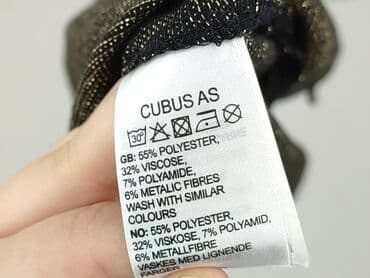 CUBUS AS
30°
GB: 55% POLYESTER,
32% VISCOSE,
7% POLYAMIDE,
6% METALLIC FIBRES
WASH WITH SIMILAR
COLOURS
NO: 55% POLYESTER,
32% VISKOSE, 7% POLYAMID.
6% METALLFIBRE
VASKES MED LIGNENDE
FARGER